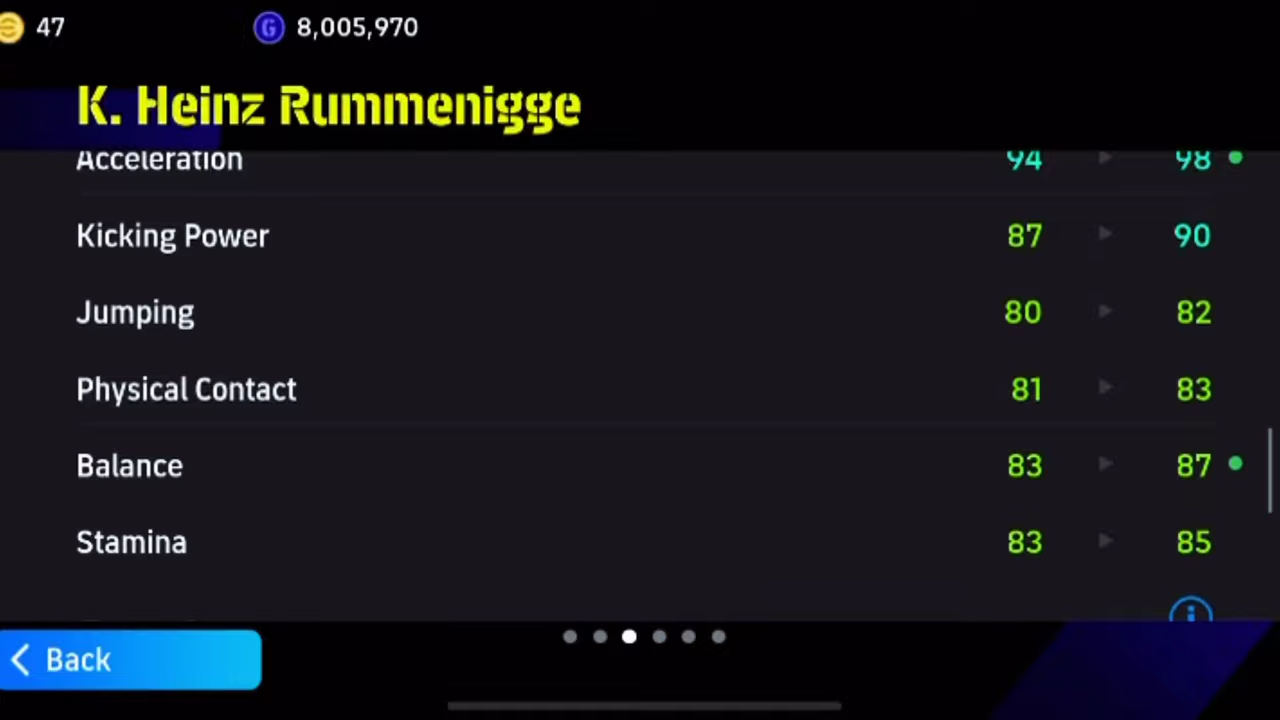 47 G 8,005,970
K. Heinz Rummenigge
Acceleration 94 98
Kicking Power 87 90
Jumping 80 82
Physical Contact 81 83
Balance 83 87
Stamina 83 85
Back